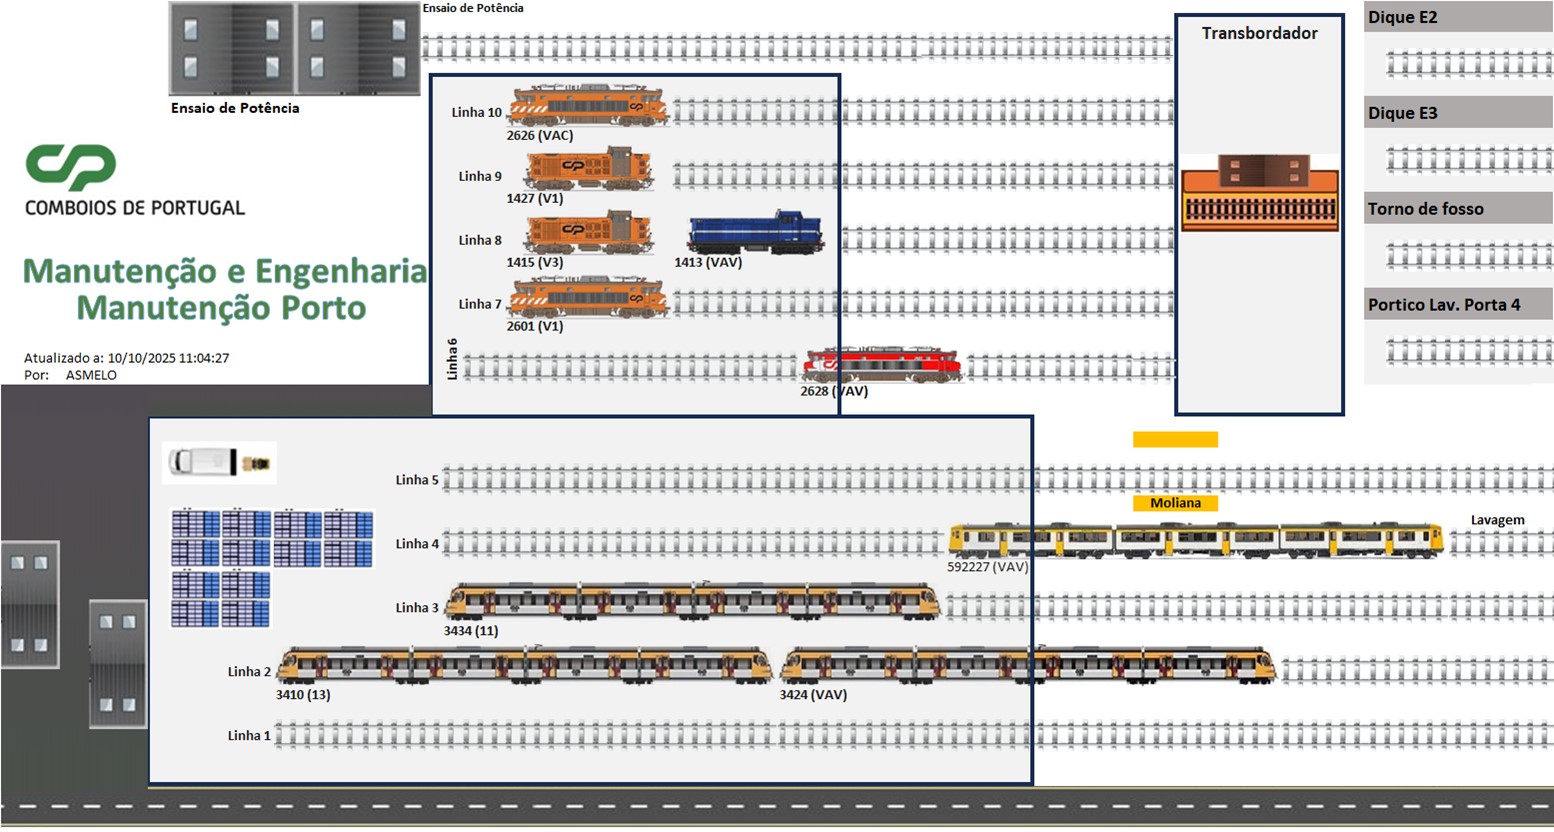 Ensaio de Potência
Ensaio de Potência
CP
COMBOIOS DE PORTUGAL
Manutenção e Engenharia
Manutenção Porto
Atualizado a: 10/10/2025 11:04:27
Por: ASMELO
Linha 10
2626 (VAC)
Linha 9
1427 (V1)
Linha 8
1415 (V3)
1413 (VAV)
Linha 7
2601 (V1)
Linha 6
2628 (VAV)
Transbordador
Dique E2
Dique E3
Torno de fosso
Portico Lav. Porta 4
Linha 5
Moliana
Lavagem
Linha 4
592227 (VAV)
Linha 3
3434 (11)
Linha 2
3410 (13)
3424 (VAV)
Linha 1